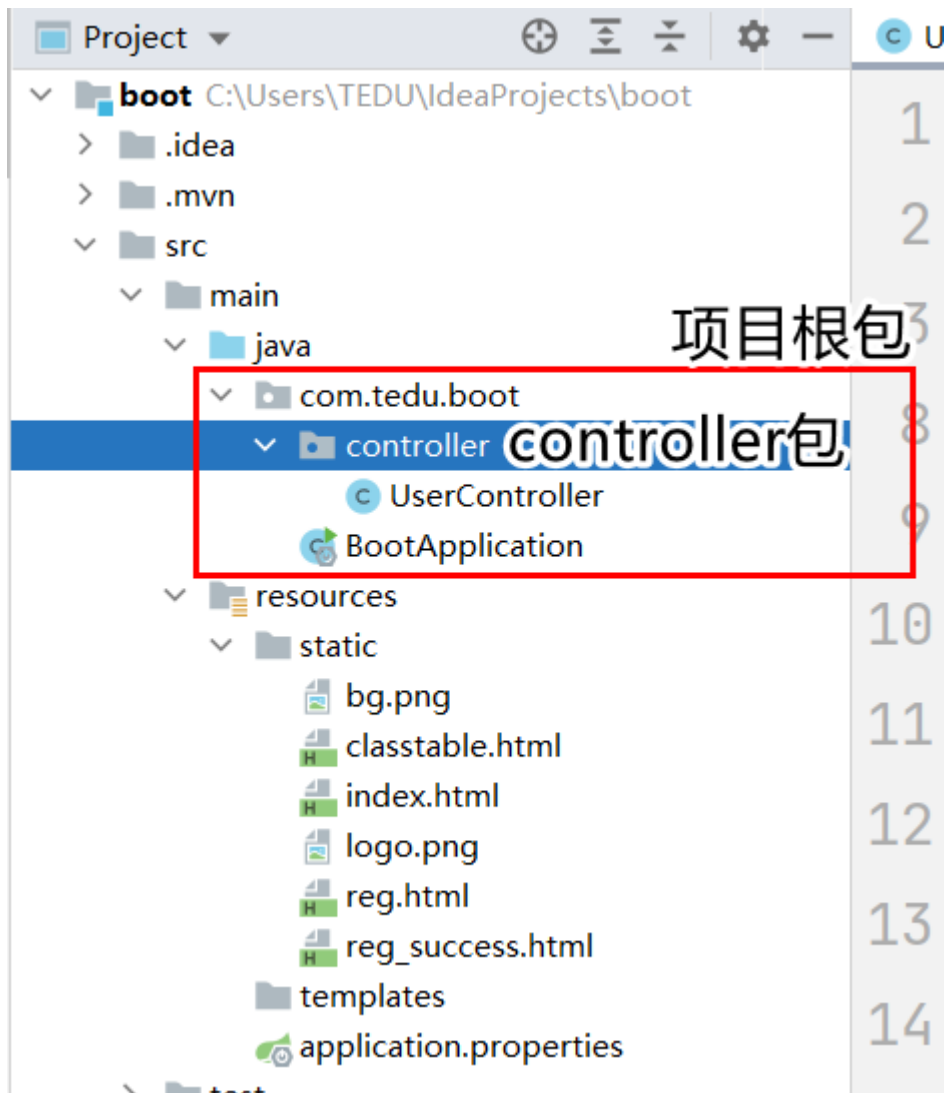 Project
boot C:\Users\TEDU\IdeaProjects\boot
.idea
.mvn
src
main
java
项目根包
com.tedu.boot
controller controller包
UserController
BootApplication
resources
static
bg.png
classtable.html
index.html
logo.png
reg.html
reg_success.html
templates
application.properties
test
C U
1
2
3
8
9
10
11
12
13
14